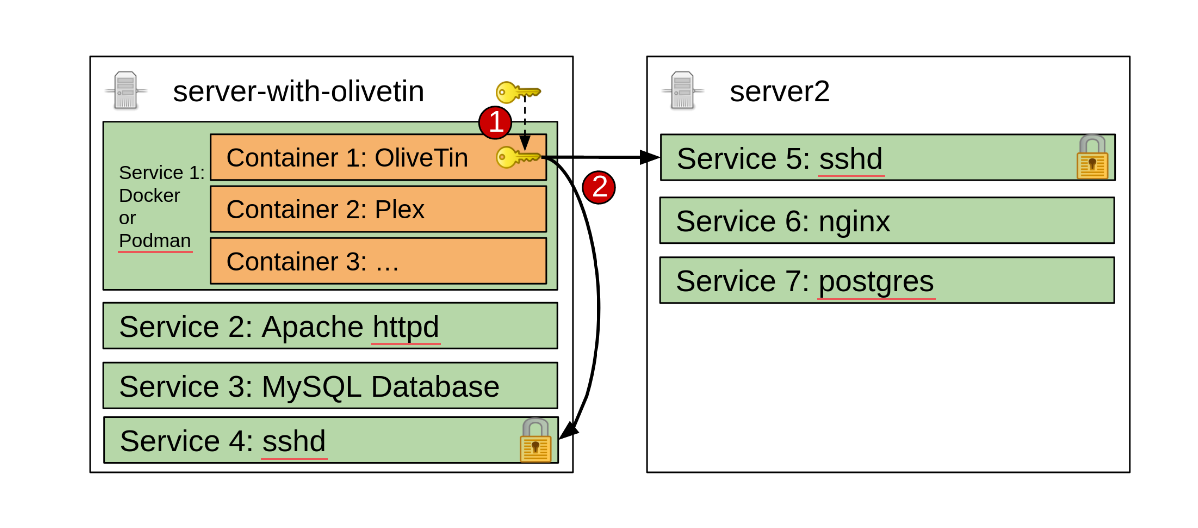 server-with-olivetin
1
Service 1:
Docker
or
Podman
Container 1: OliveTin
Container 2: Plex
Container 3: …
2
Service 2: Apache httpd
Service 3: MySQL Database
Service 4: sshd
server2
Service 5: sshd
Service 6: nginx
Service 7: postgres